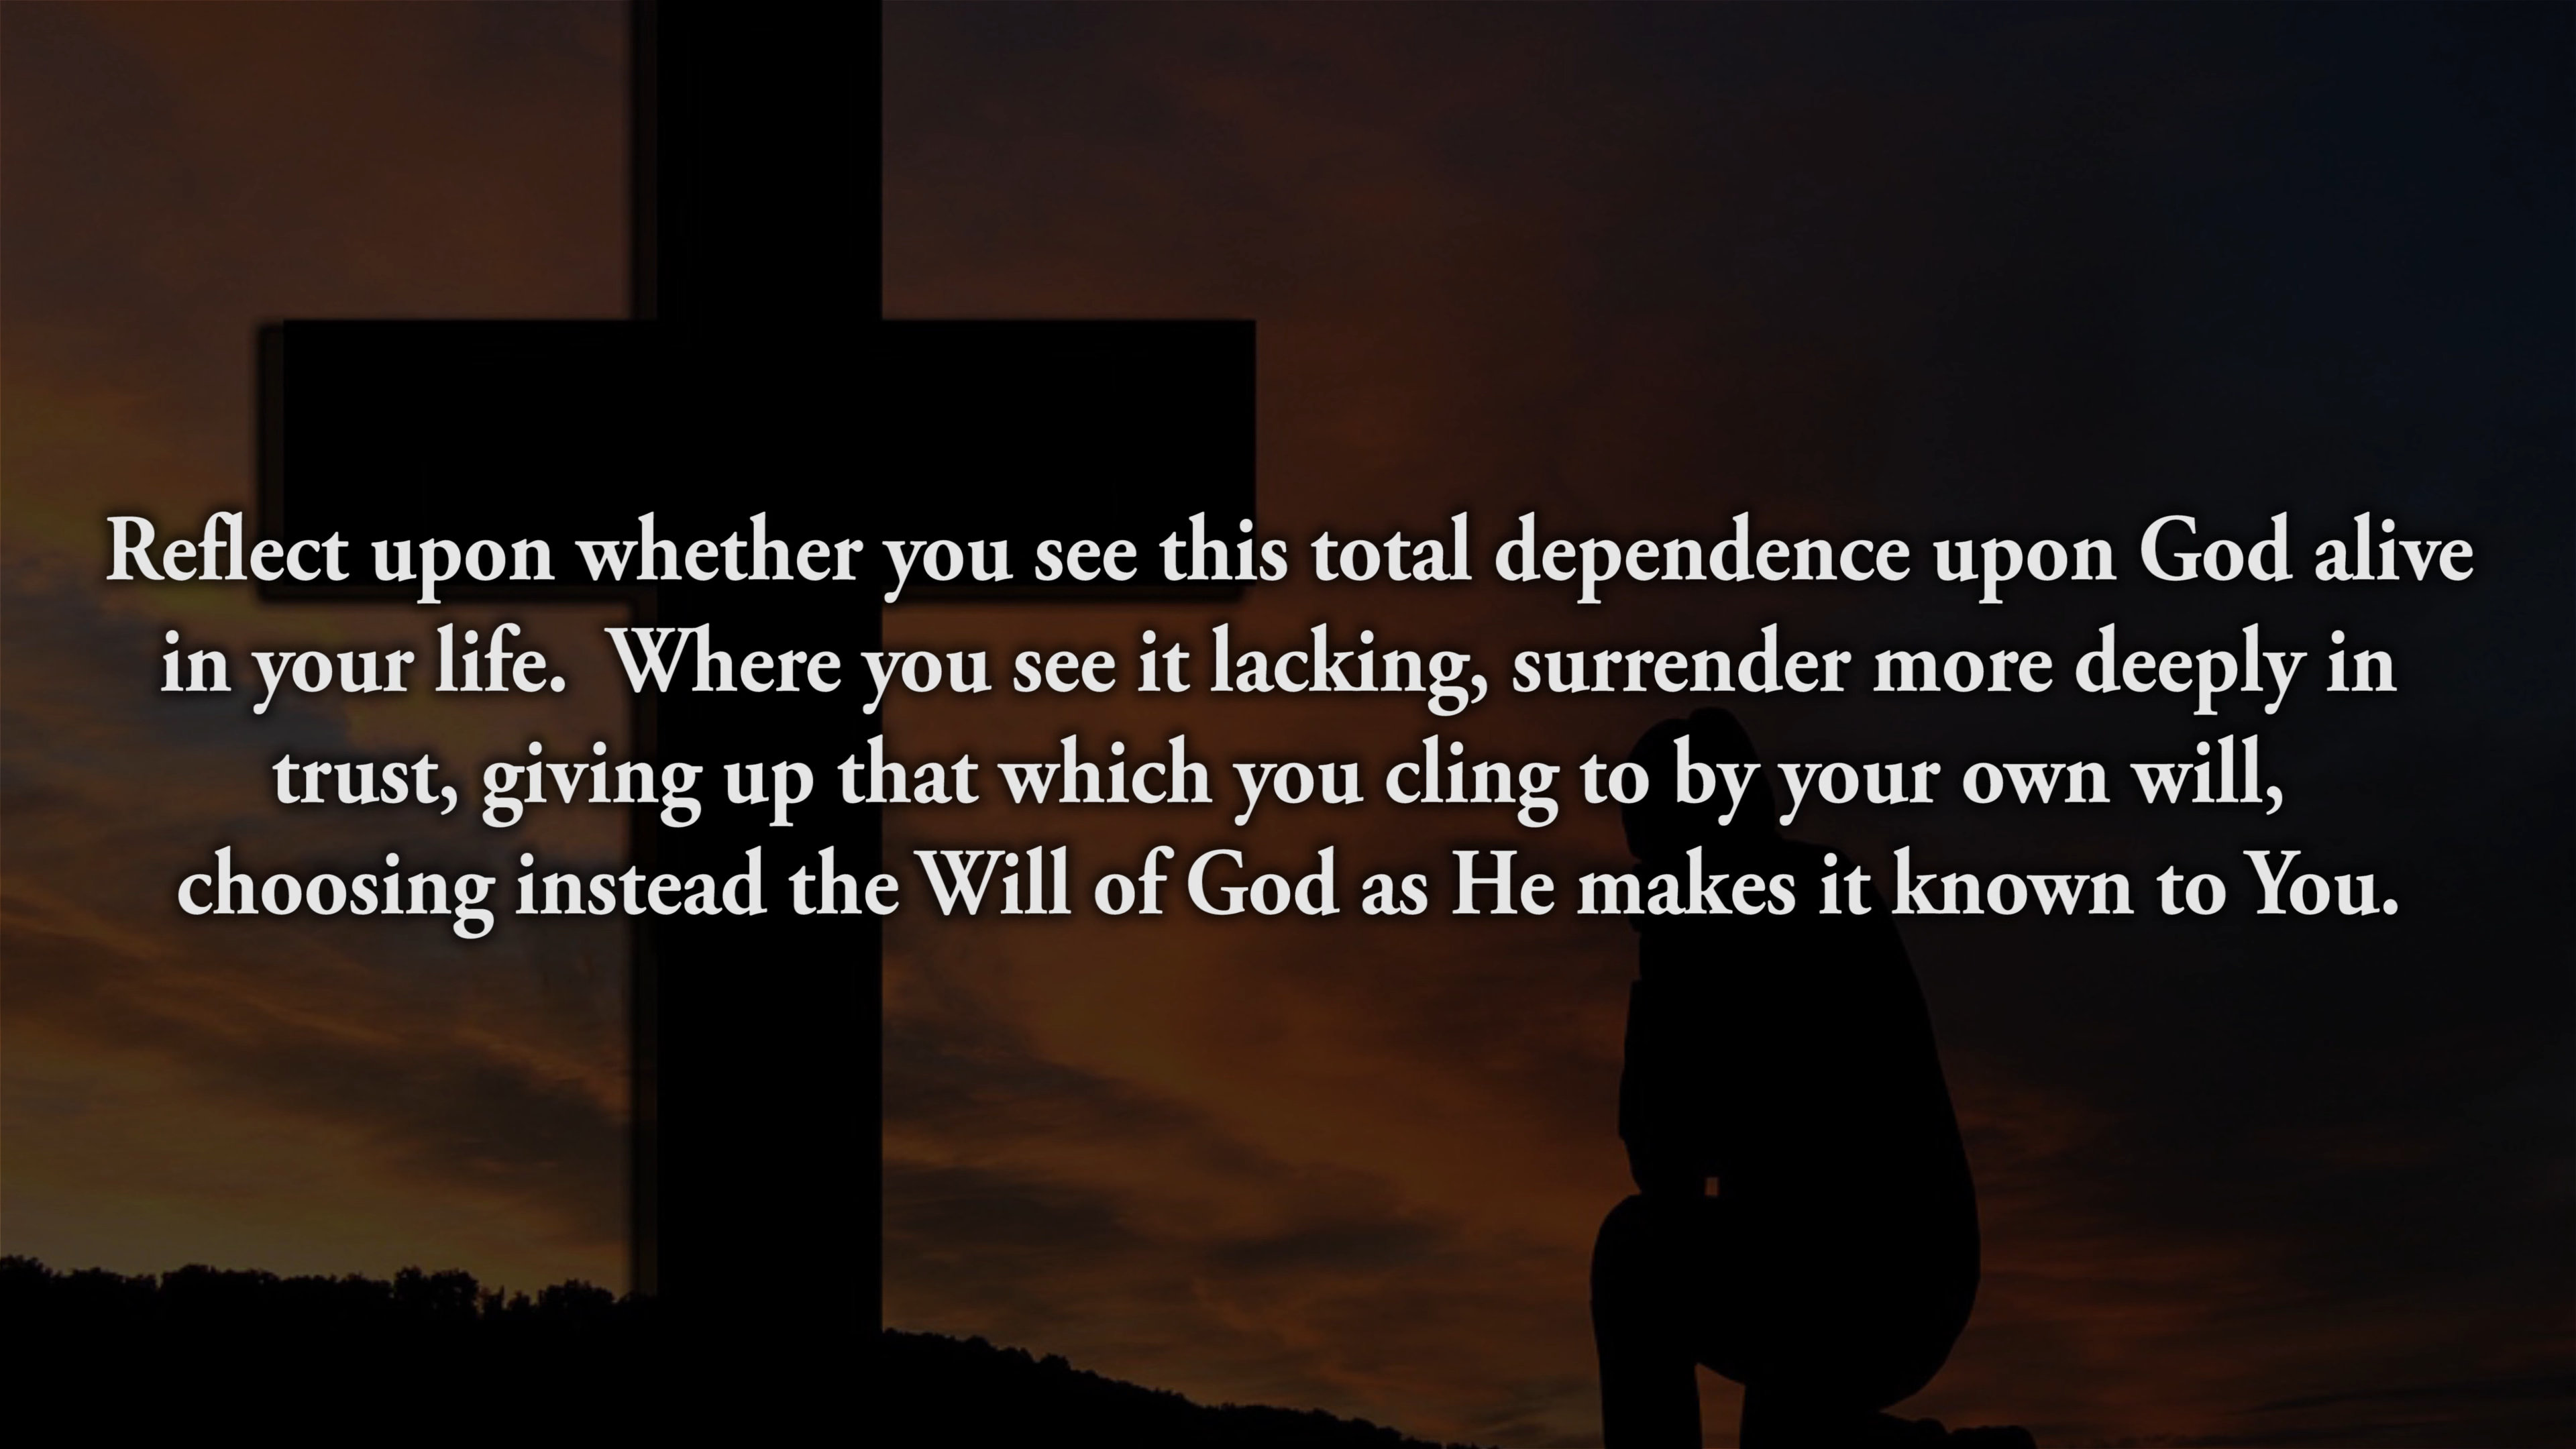 Reflect upon whether you see this total dependence upon God alive
in your life.  Where you see it lacking, surrender more deeply in
trust, giving up that which you cling to by your own will,
choosing instead the Will of God as He makes it known to You.